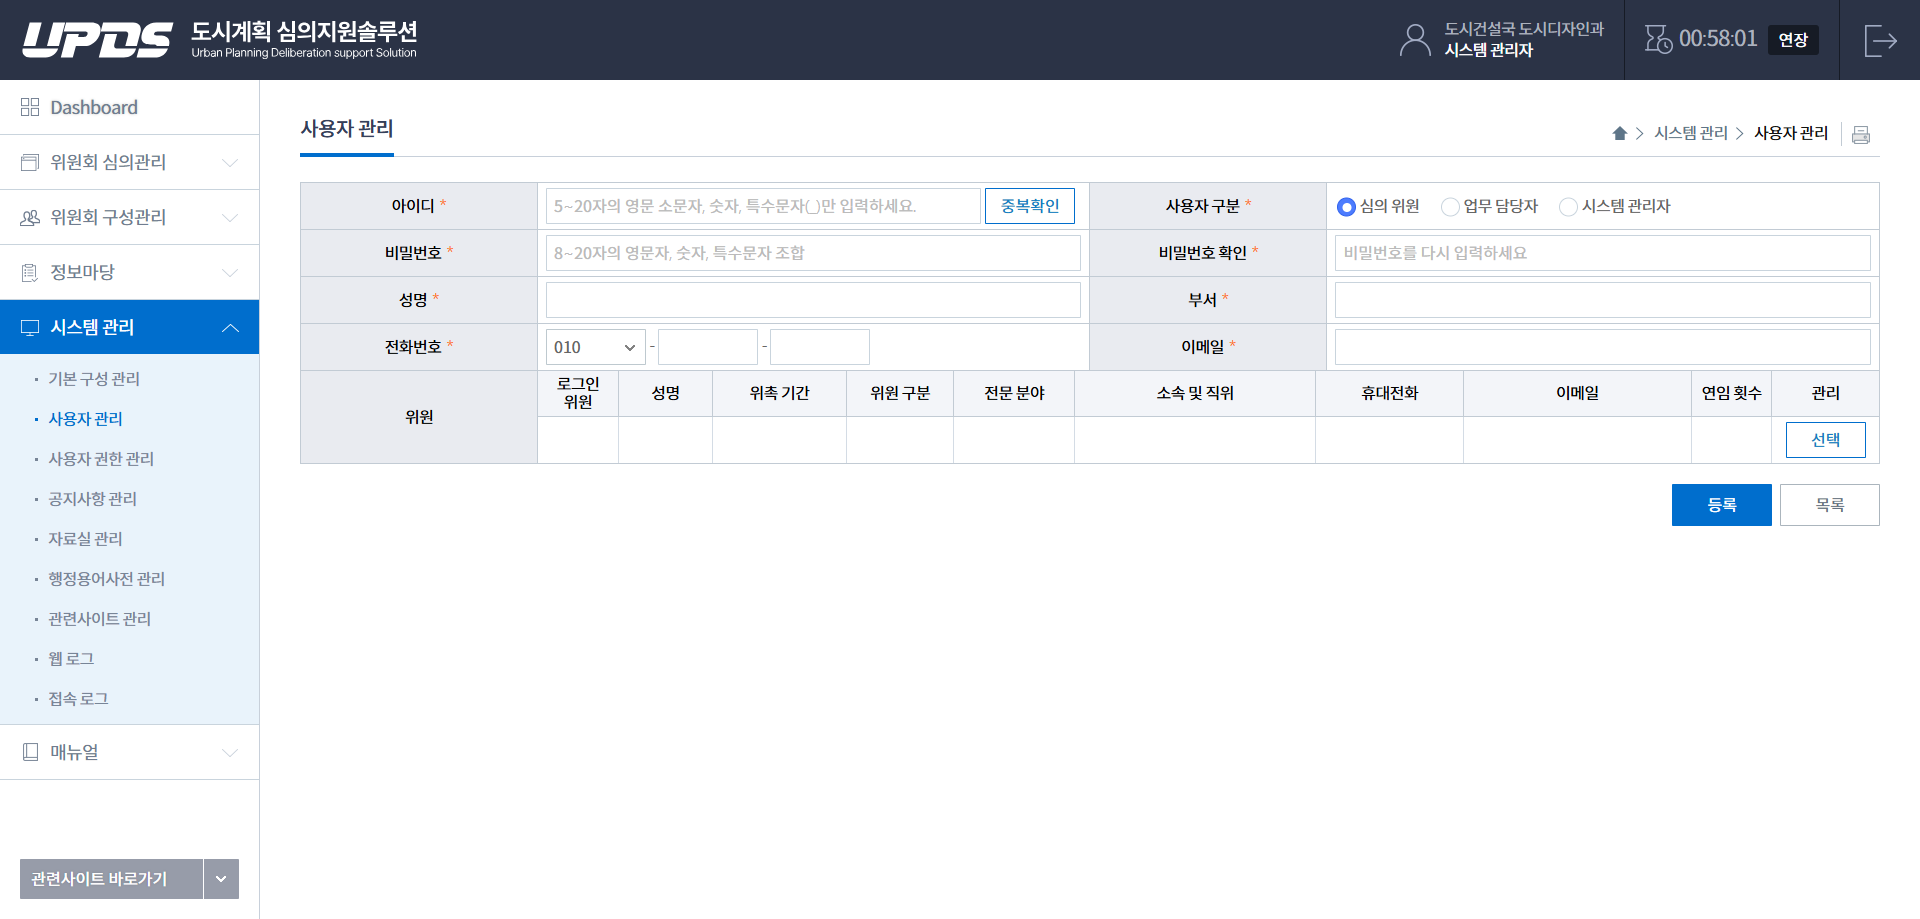 UPDS 도시계획 심의지원솔루션
Urban Planning Deliberation support Solution
도시건설국 도시디자인과
시스템 관리자
00:58:01 연장
Dashboard
위원회 심의관리
위원회 구성관리
정보마당
시스템 관리
기본 구성 관리
사용자 관리
사용자 권한 관리
공지사항 관리
자료실 관리
행정용어사전 관리
관련사이트 관리
웹 로그
접속 로그
매뉴얼
관련사이트 바로가기
사용자 관리
시스템 관리 > 사용자 관리
아이디 * 5~20자의 영문 소문자, 숫자, 특수문자(_)만 입력하세요. 중복확인 사용자 구분 * 심의 위원 업무 담당자 시스템 관리자
비밀번호 * 8~20자의 영문자, 숫자, 특수문자 조합 비밀번호 확인 * 비밀번호를 다시 입력하세요
성명 * 부서 *
전화번호 * 010 - - 이메일 *
위원 로그인 위원 성명 위촉 기간 위원 구분 전문 분야 소속 및 직위 휴대전화 이메일 연임 횟수 관리
선택
등록 목록